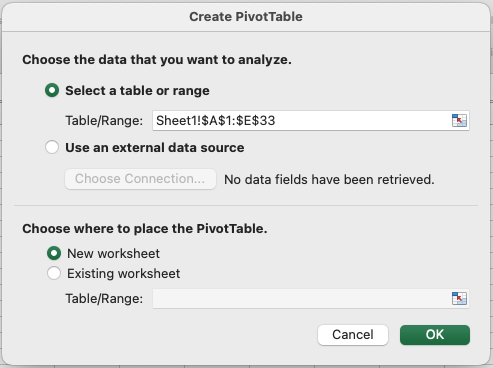 Create PivotTable
Choose the data that you want to analyze.
Select a table or range
Table/Range: Sheet1!$A$1:$E$33
Use an external data source
Choose Connection... No data fields have been retrieved.
Choose where to place the PivotTable.
New worksheet
Existing worksheet
Table/Range:
Cancel OK